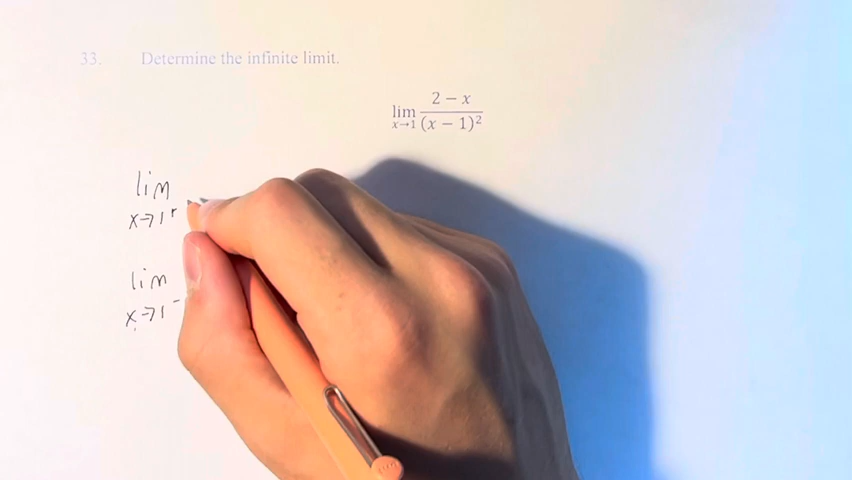 33. Determine the infinite limit.
lim x→1 (2 − x)/(x − 1)²
lim x→1⁺
lim x→1⁻